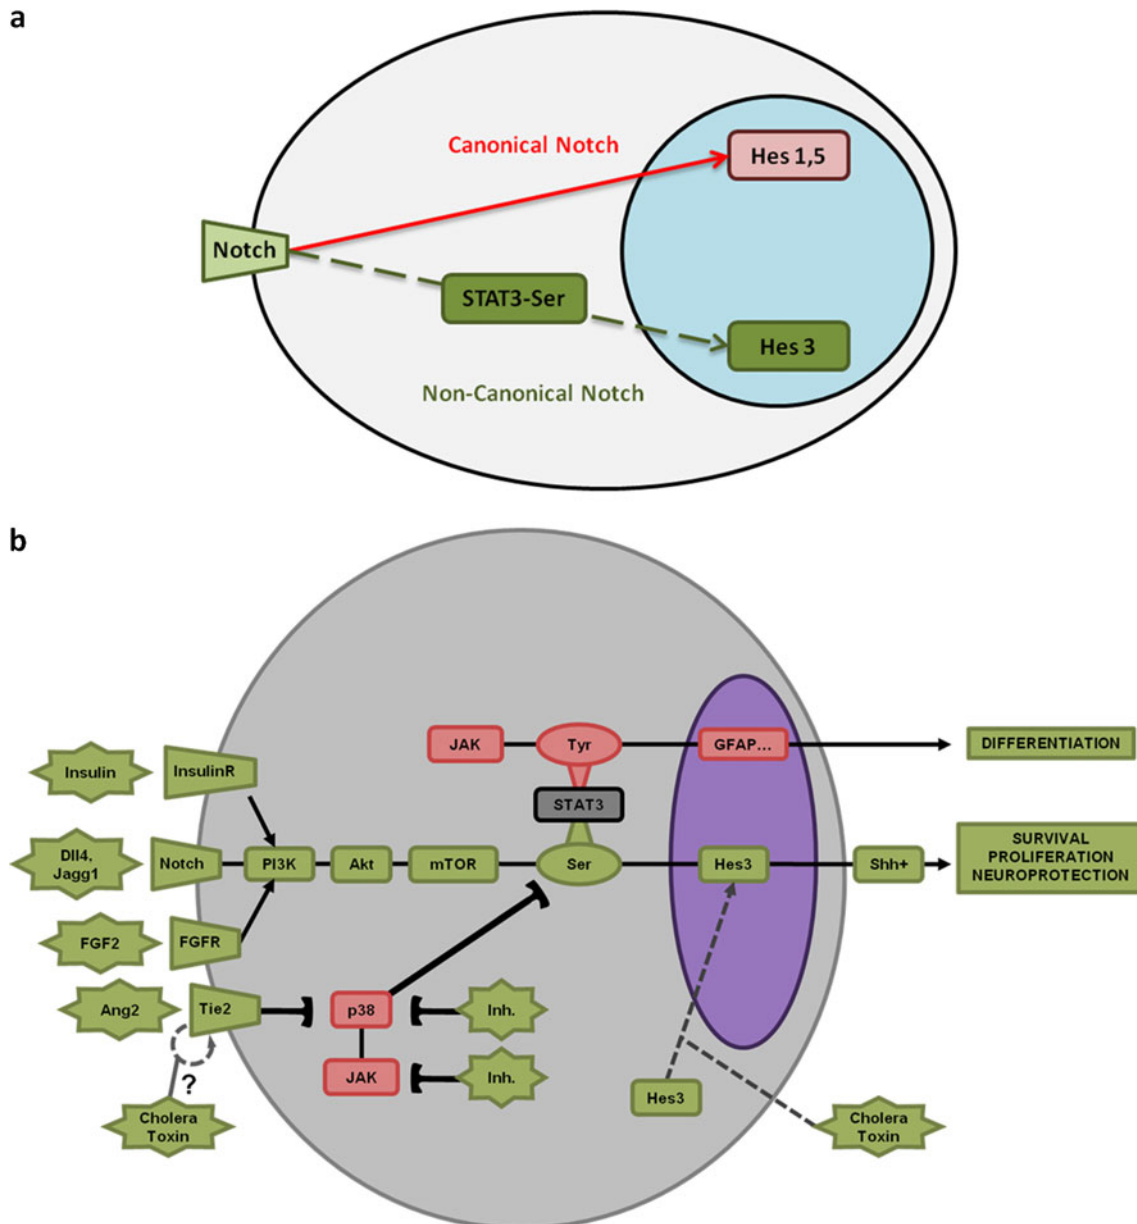 a
Canonical Notch
Hes 1,5
Notch
STAT3-Ser
Hes 3
Non-Canonical Notch
b
JAK
Tyr
GFAP...
DIFFERENTIATION
Insulin
InsulinR
STAT3
Dll4.
Jagg1
Notch
PI3K
Akt
mTOR
Ser
Hes3
Shh+
SURVIVAL
PROLIFERATION
NEUROPROTECTION
FGF2
FGFR
Ang2
Tie2
p38
Inh.
?
JAK
Inh.
Cholera
Toxin
Hes3
Cholera
Toxin